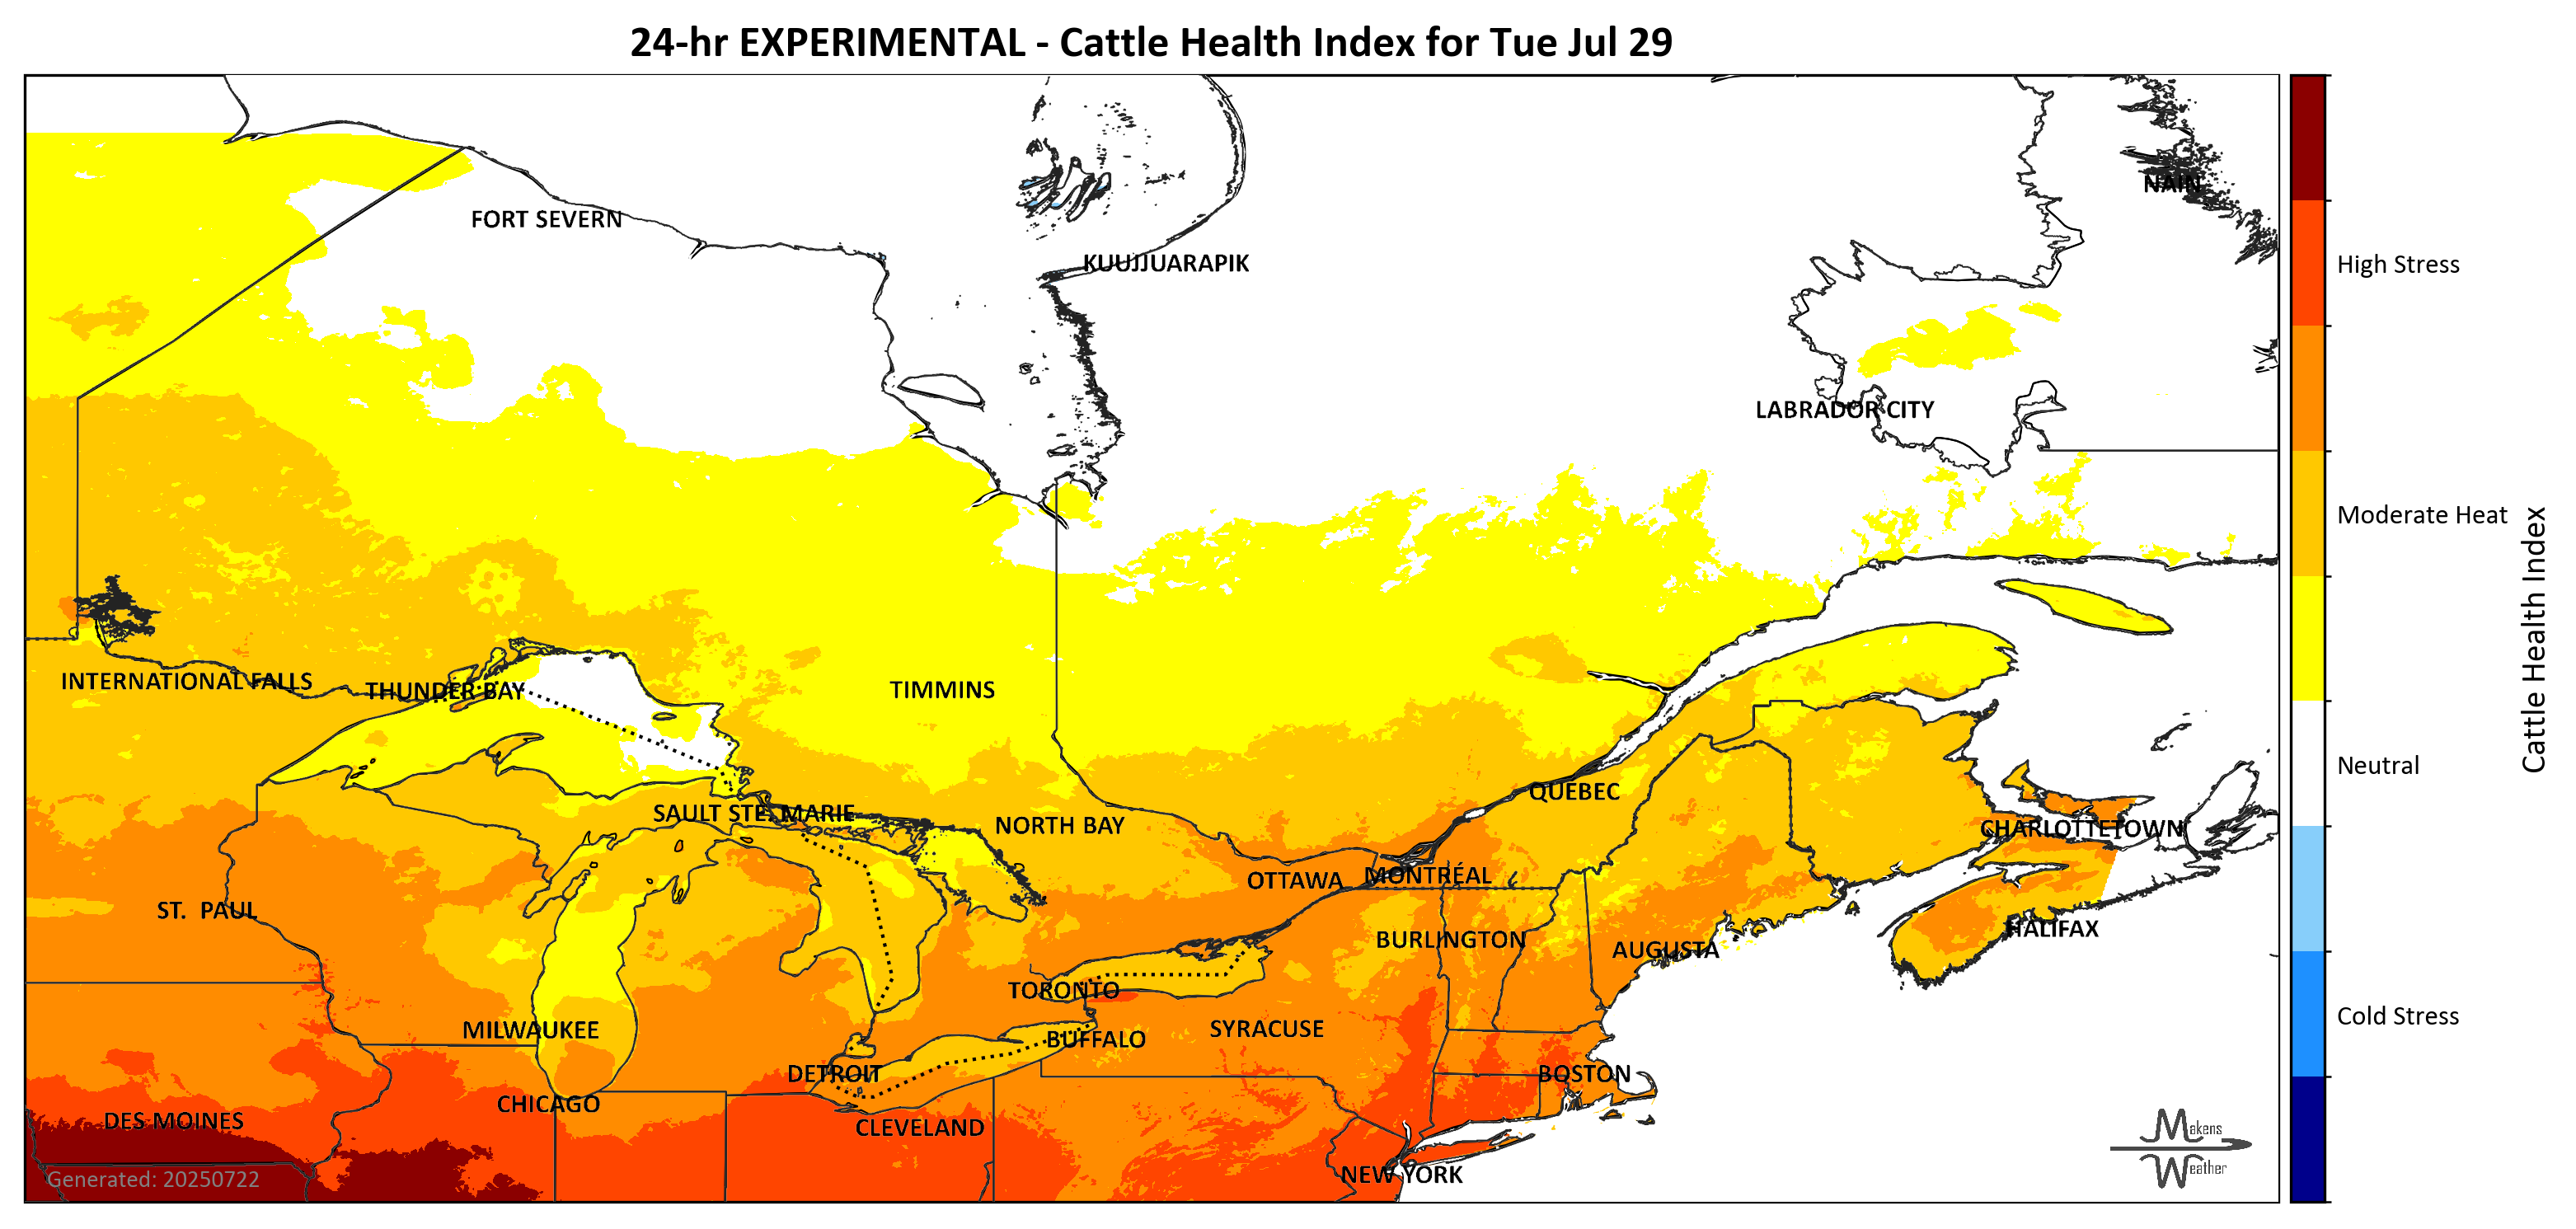 24-hr EXPERIMENTAL - Cattle Health Index for Tue Jul 29
NAIN
FORT SEVERN
KUUJJUARAPIK
High Stress
LABRADOR CITY
Moderate Heat
Cattle Health Index
INTERNATIONAL FALLS
THUNDER BAY
TIMMINS
Neutral
QUEBEC
SAULT STE. MARIE
NORTH BAY
CHARLOTTETOWN
OTTAWA
MONTRÉAL
ST. PAUL
HALIFAX
BURLINGTON
AUGUSTA
TORONTO
Cold Stress
MILWAUKEE
SYRACUSE
BUFFALO
DETROIT
BOSTON
CHICAGO
DES MOINES
CLEVELAND
Makens
Weather
NEW YORK
Generated: 20250722